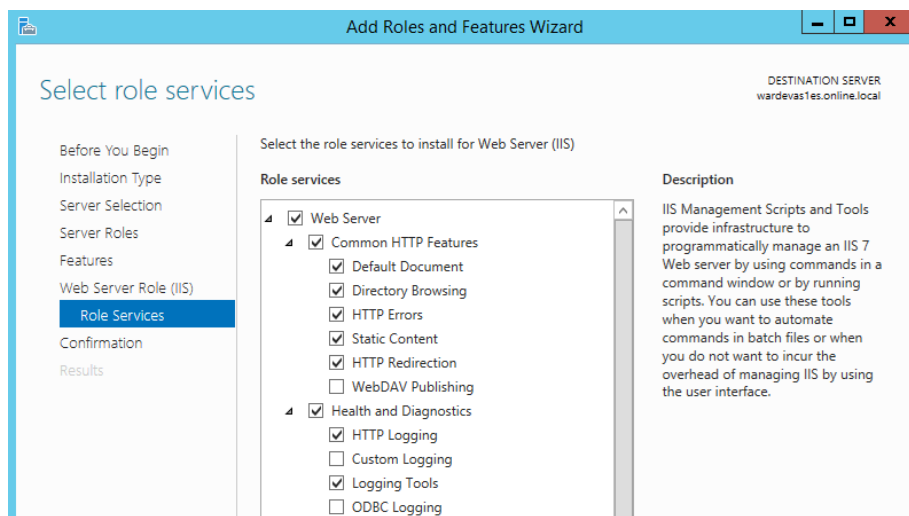 Add Roles and Features Wizard
x
Select role services
DESTINATION SERVER
wardevas1es.online.local
Before You Begin
Installation Type
Server Selection
Server Roles
Features
Web Server Role (IIS)
Role Services
Confirmation
Results
Select the role services to install for Web Server (IIS)
Role services
Web Server
Common HTTP Features
Default Document
Directory Browsing
HTTP Errors
Static Content
HTTP Redirection
WebDAV Publishing
Health and Diagnostics
HTTP Logging
Custom Logging
Logging Tools
ODBC Logging
Description
IIS Management Scripts and Tools
provide infrastructure to
programmatically manage an IIS 7
Web server by using commands in a
command window or by running
scripts. You can use these tools
when you want to automate
commands in batch files or when
you do not want to incur the
overhead of managing IIS by using
the user interface.